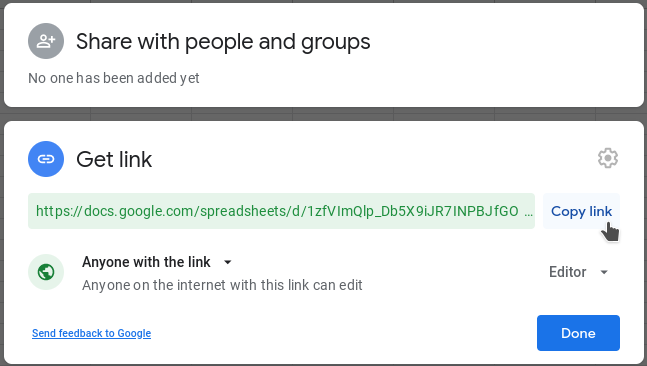 Share with people and groups
No one has been added yet
Get link
https://docs.google.com/spreadsheets/d/1zfVImQlp_Db5X9iJR7INPBJfGO ...
Copy link
Anyone with the link
Anyone on the internet with this link can edit
Editor
Send feedback to Google
Done